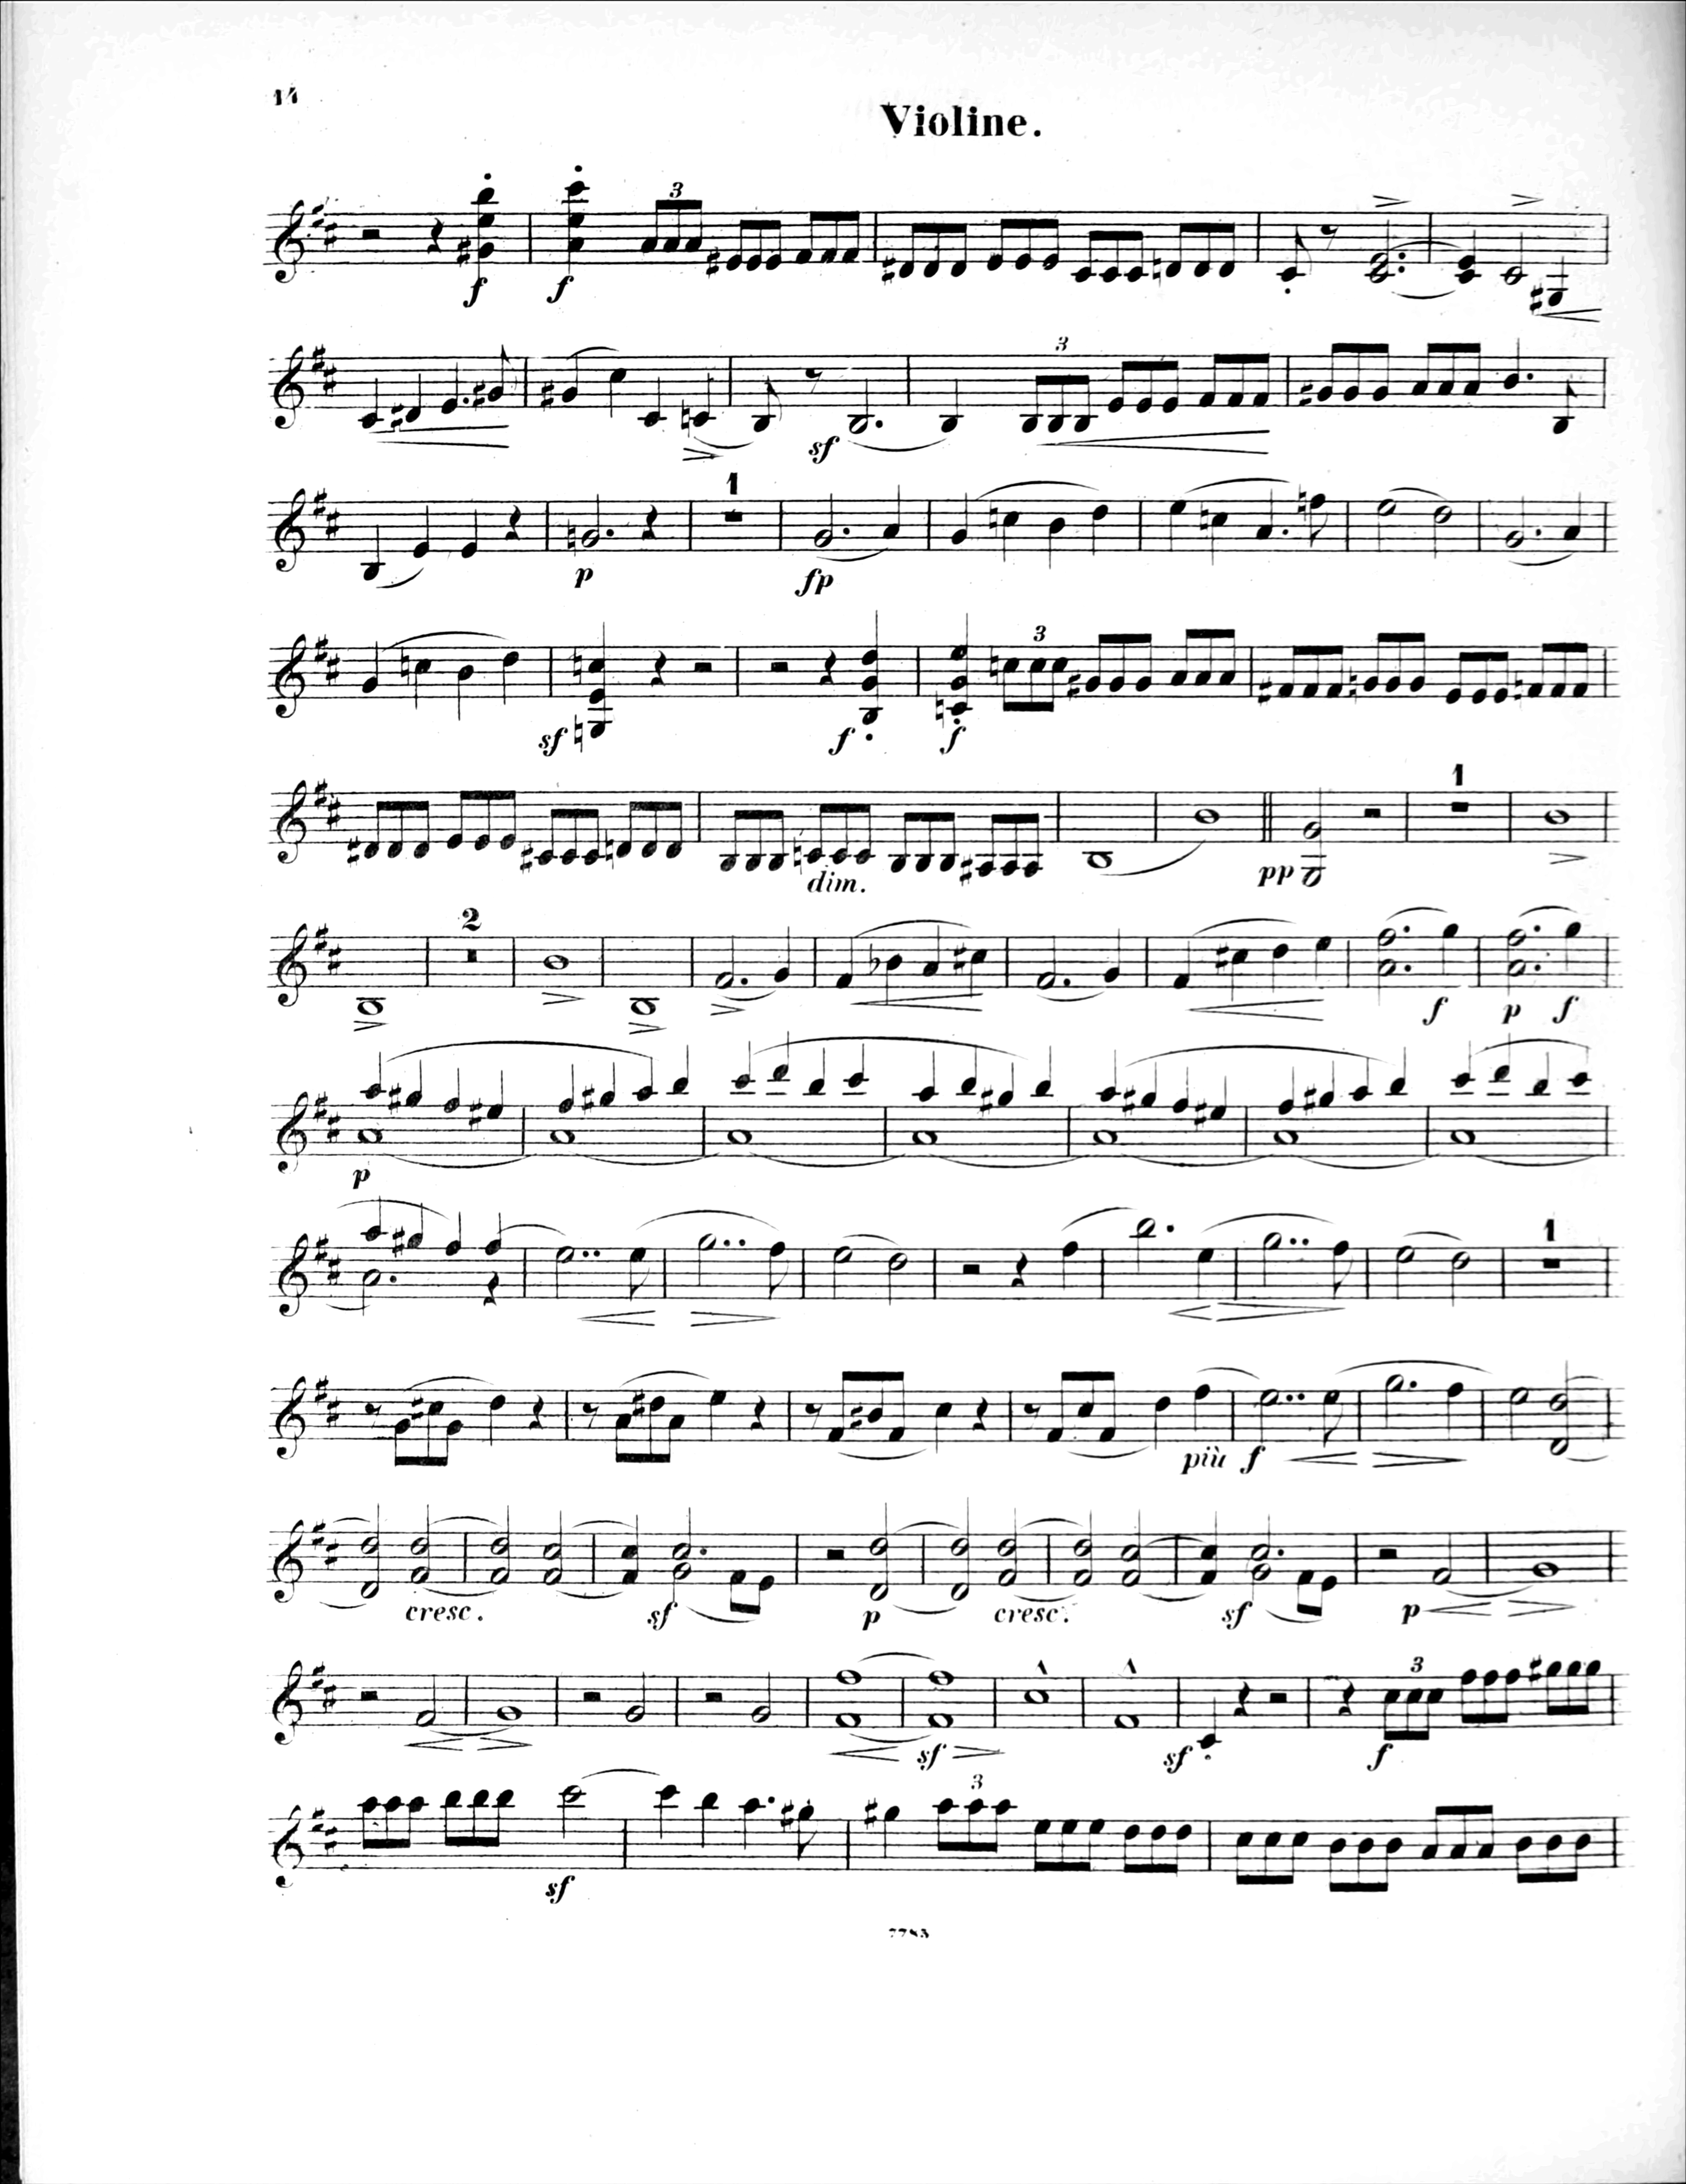 14
Violine.
3
f f
3
sf
1
p fp
3
sf f f
1
dim. pp
2
f p f
p
1
più f
cresc. sf p cresc. sf p
3
sf sf f
3
sf
7783